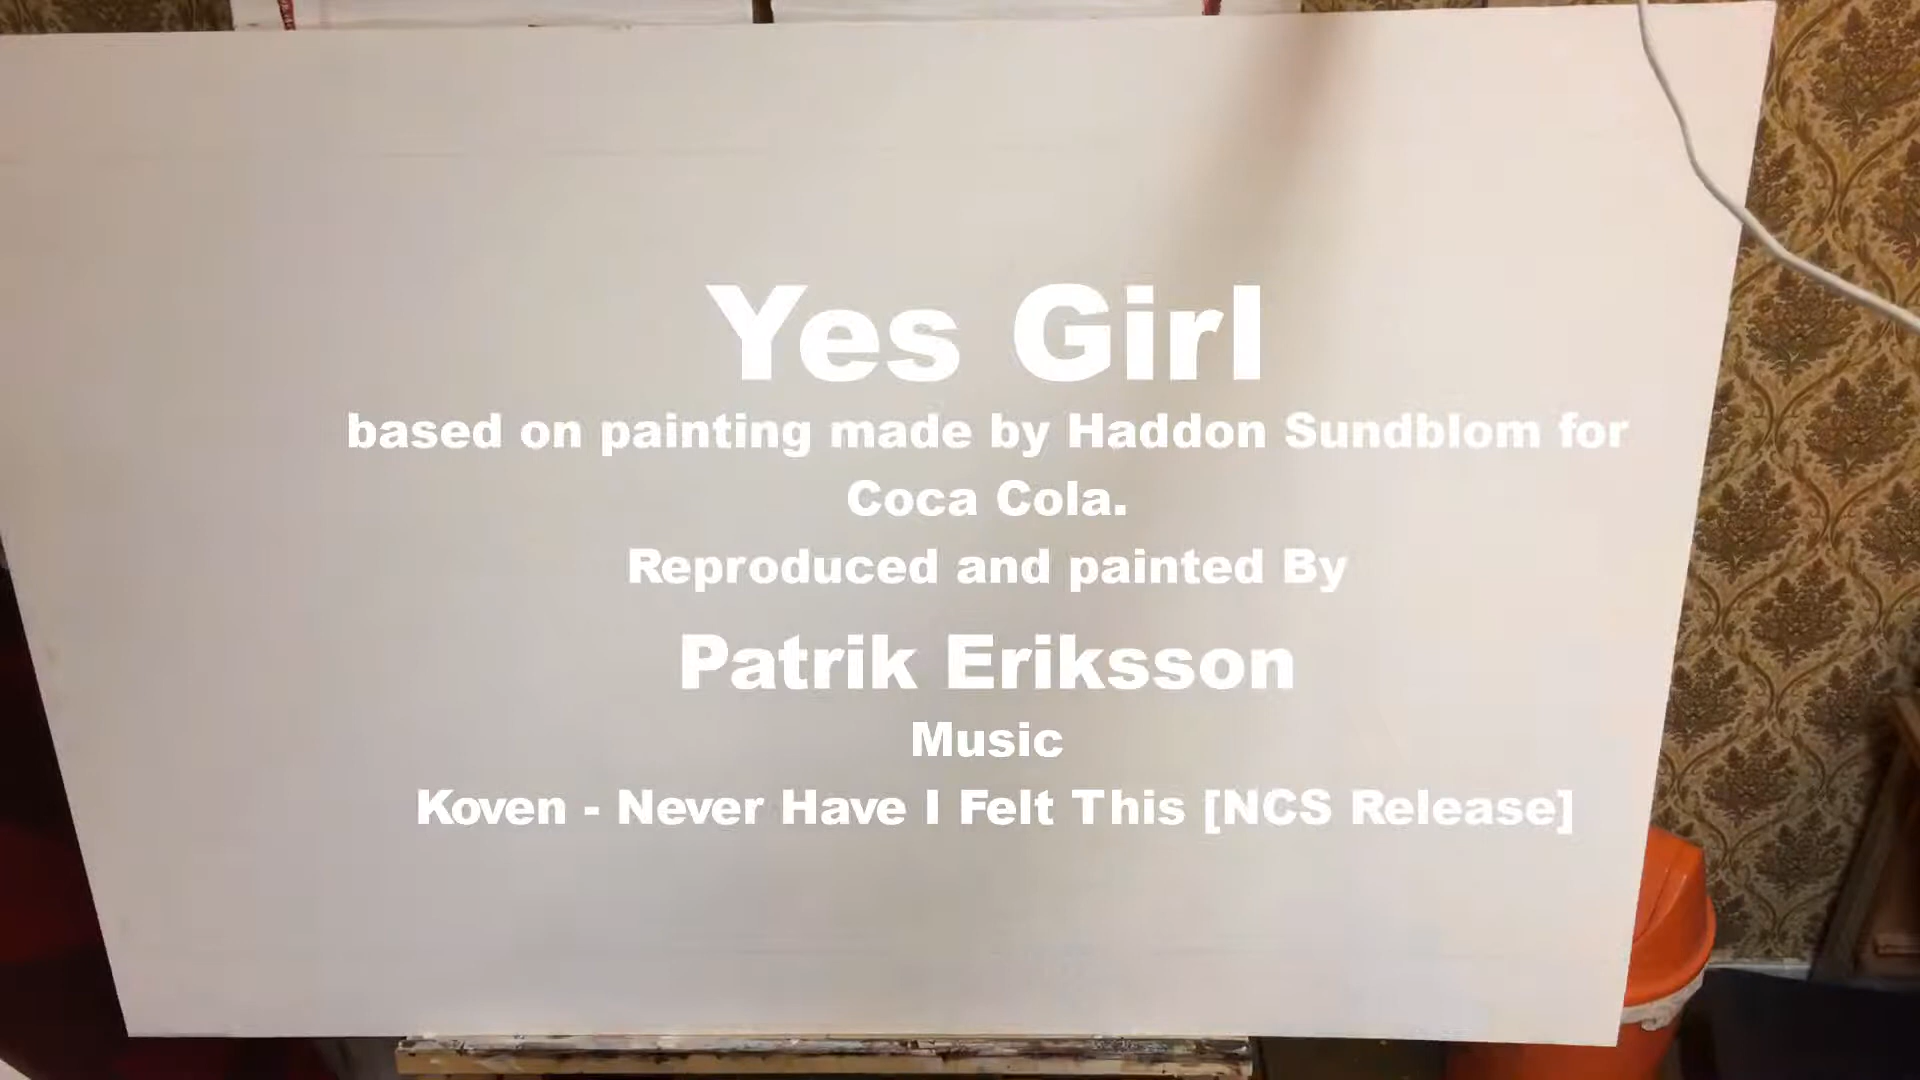 Yes Girl
based on painting made by Haddon Sundblom for
Coca Cola.
Reproduced and painted By
Patrik Eriksson
Music
Koven - Never Have I Felt This [NCS Release]